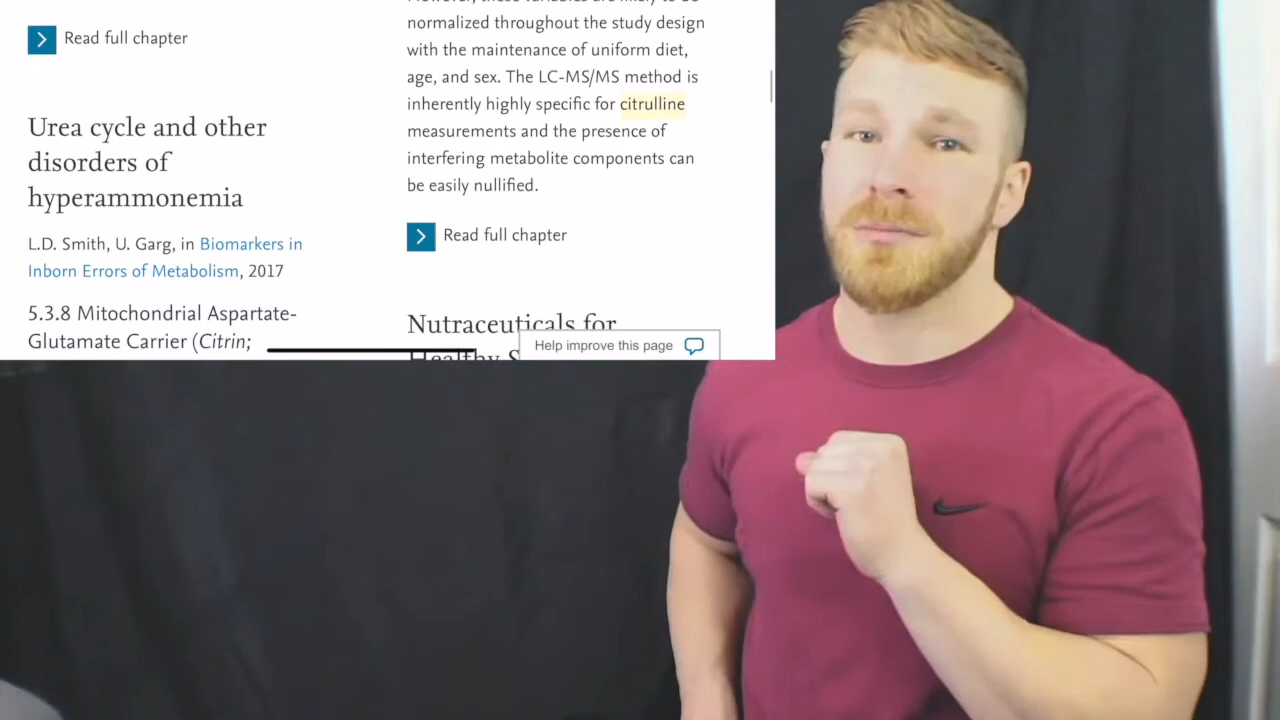 Read full chapter
Urea cycle and other
disorders of
hyperammonemia
L.D. Smith, U. Garg, in Biomarkers in
Inborn Errors of Metabolism, 2017
5.3.8 Mitochondrial Aspartate-
Glutamate Carrier (Citrin;
normalized throughout the study design
with the maintenance of uniform diet,
age, and sex. The LC-MS/MS method is
inherently highly specific for citrulline
measurements and the presence of
interfering metabolite components can
be easily nullified.
Read full chapter
Nutraceuticals for
Healthy
Help improve this page